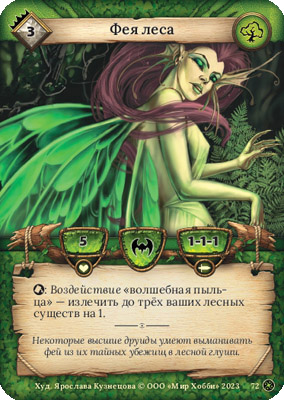 3
Фея леса
5
1-1-1
: Воздействие «волшебная пыль-
ца» — излечить до трёх ваших лесных
существ на 1.
Некоторые высшие друиды умеют выманивать
фей из их тайных убежищ в лесной глуши.
Худ. Ярослава Кузнецова © ООО «Мир Хобби» 2023 72